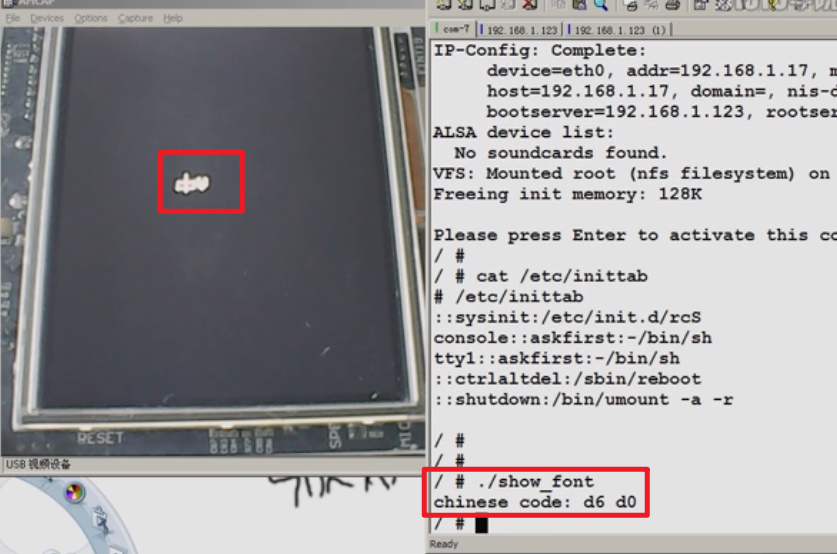 AMCAP
File Devices Options Capture Help
RESET
USB 视频设备
com-7 192.168.1.123 192.168.1.123 (1)
IP-Config: Complete:
device=eth0, addr=192.168.1.17,
host=192.168.1.17, domain=,
bootserver=192.168.1.123,
ALSA device list:
No soundcards found.
VFS: Mounted root (nfs filesystem) on
Freeing init memory: 128K
Please press Enter to activate this
/ #
/ # cat /etc/inittab
# /etc/inittab
::sysinit:/etc/init.d/rcS
console::askfirst:-/bin/sh
tty1::askfirst:-/bin/sh
::ctrlaltdel:/sbin/reboot
::shutdown:/bin/umount -a -r
/ #
/ #
/ # ./show_font
chinese code: d6 d0
/ #
Ready